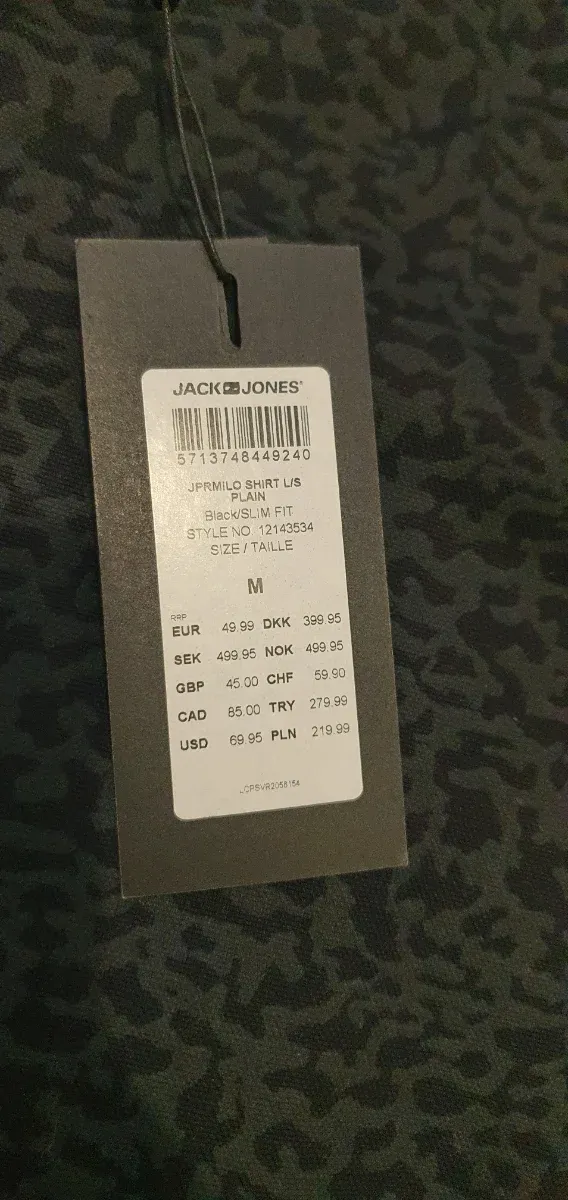 JACK JONES®
5713748449240
JPRMILO SHIRT L/S
PLAIN
Black/SLIM FIT
STYLE NO. 12143534
SIZE / TAILLE
M
RRP
EUR 49.99 DKK 399.95
SEK 499.95 NOK 499.95
GBP 45.00 CHF 59.90
CAD 85.00 TRY 279.99
USD 69.95 PLN 219.99